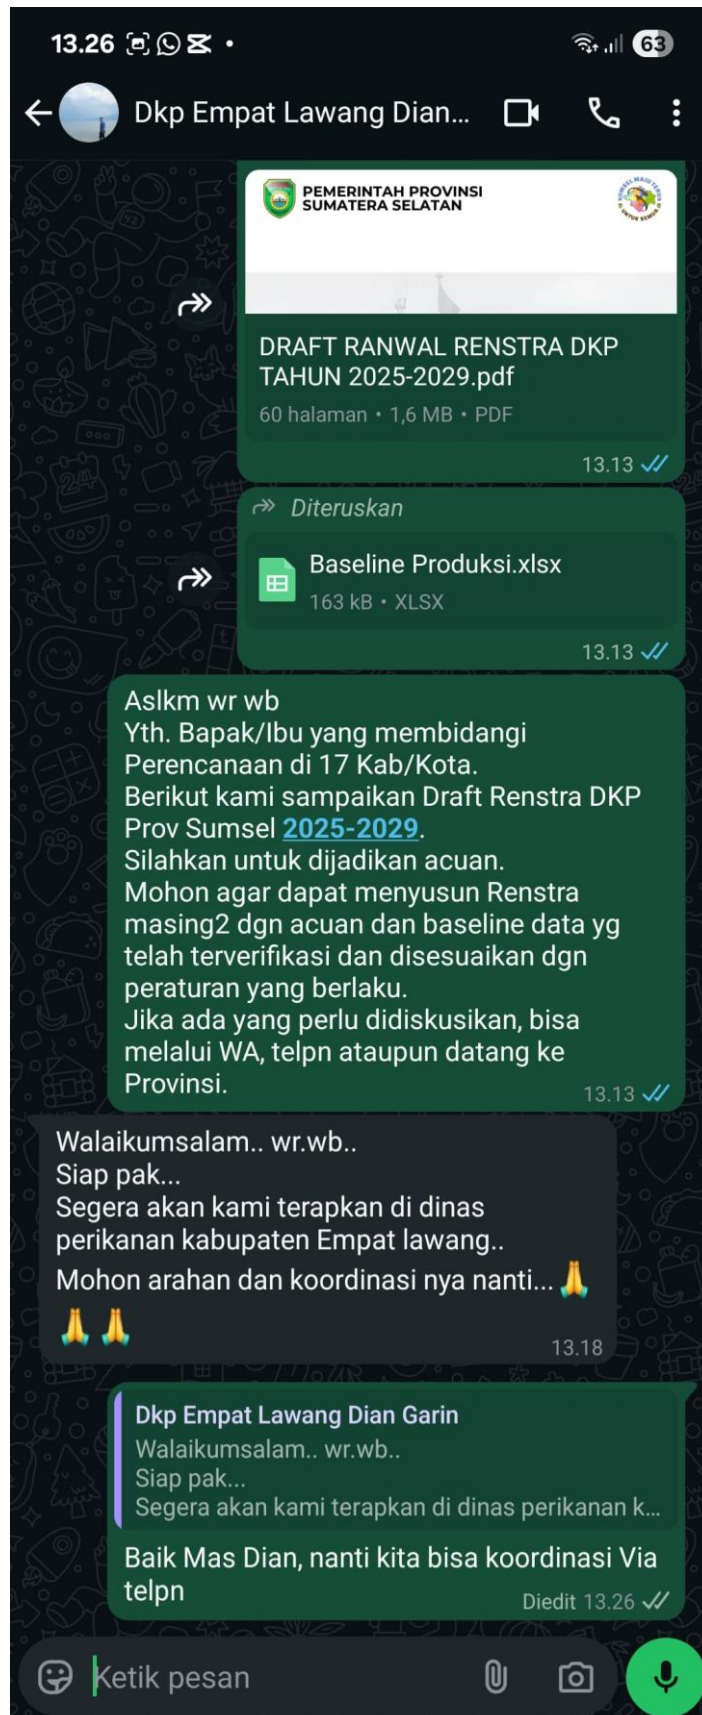 13.26
63
Dkp Empat Lawang Dian...
PEMERINTAH PROVINSI
SUMATERA SELATAN
DRAFT RANWAL RENSTRA DKP
TAHUN 2025-2029.pdf
60 halaman • 1,6 MB • PDF
13.13
Diteruskan
Baseline Produksi.xlsx
163 kB • XLSX
13.13
Aslkm wr wb
Yth. Bapak/Ibu yang membidangi
Perencanaan di 17 Kab/Kota.
Berikut kami sampaikan Draft Renstra DKP
Prov Sumsel 2025-2029.
Silahkan untuk dijadikan acuan.
Mohon agar dapat menyusun Renstra
masing2 dgn acuan dan baseline data yg
telah terverifikasi dan disesuaikan dgn
peraturan yang berlaku.
Jika ada yang perlu didiskusikan, bisa
melalui WA, telpn ataupun datang ke
Provinsi.
13.13
Walaikumsalam.. wr.wb..
Siap pak...
Segera akan kami terapkan di dinas
perikanan kabupaten Empat lawang..
Mohon arahan dan koordinasi nya nanti...🙏
🙏🙏
13.18
Dkp Empat Lawang Dian Garin
Walaikumsalam.. wr.wb..
Siap pak...
Segera akan kami terapkan di dinas perikanan k...
Baik Mas Dian, nanti kita bisa koordinasi Via
telpn
Diedit 13.26
Ketik pesan